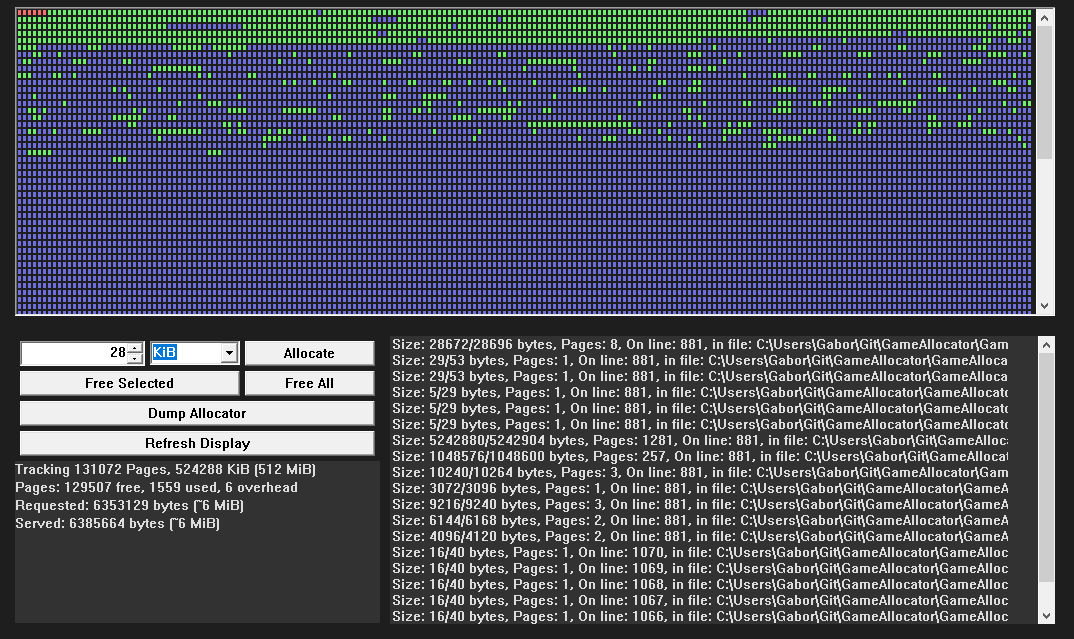 28 KiB Allocate
Free Selected Free All
Dump Allocator
Refresh Display
Tracking 131072 Pages, 524288 KiB (512 MiB)
Pages: 129507 free, 1559 used, 6 overhead
Requested: 6353129 bytes (~6 MiB)
Served: 6385664 bytes (~6 MiB)
Size: 28672/28696 bytes, Pages: 8, On line: 881, in file: C:\Users\Gabor\Git\GameAllocator\Gam
Size: 29/53 bytes, Pages: 1, On line: 881, in file: C:\Users\Gabor\Git\GameAllocator\GameAlloca
Size: 29/53 bytes, Pages: 1, On line: 881, in file: C:\Users\Gabor\Git\GameAllocator\GameAlloca
Size: 5/29 bytes, Pages: 1, On line: 881, in file: C:\Users\Gabor\Git\GameAllocator\GameAllocato
Size: 5/29 bytes, Pages: 1, On line: 881, in file: C:\Users\Gabor\Git\GameAllocator\GameAllocato
Size: 5/29 bytes, Pages: 1, On line: 881, in file: C:\Users\Gabor\Git\GameAllocator\GameAllocato
Size: 5242880/5242904 bytes, Pages: 1281, On line: 881, in file: C:\Users\Gabor\Git\GameAlloc
Size: 1048576/1048600 bytes, Pages: 257, On line: 881, in file: C:\Users\Gabor\Git\GameAllocat
Size: 10240/10264 bytes, Pages: 3, On line: 881, in file: C:\Users\Gabor\Git\GameAllocator\Gam
Size: 3072/3096 bytes, Pages: 1, On line: 881, in file: C:\Users\Gabor\Git\GameAllocator\GameA
Size: 9216/9240 bytes, Pages: 3, On line: 881, in file: C:\Users\Gabor\Git\GameAllocator\GameA
Size: 6144/6168 bytes, Pages: 2, On line: 881, in file: C:\Users\Gabor\Git\GameAllocator\GameA
Size: 4096/4120 bytes, Pages: 2, On line: 881, in file: C:\Users\Gabor\Git\GameAllocator\GameA
Size: 16/40 bytes, Pages: 1, On line: 1070, in file: C:\Users\Gabor\Git\GameAllocator\GameAlloc
Size: 16/40 bytes, Pages: 1, On line: 1069, in file: C:\Users\Gabor\Git\GameAllocator\GameAlloc
Size: 16/40 bytes, Pages: 1, On line: 1068, in file: C:\Users\Gabor\Git\GameAllocator\GameAlloc
Size: 16/40 bytes, Pages: 1, On line: 1067, in file: C:\Users\Gabor\Git\GameAllocator\GameAlloc
Size: 16/40 bytes, Pages: 1, On line: 1066, in file: C:\Users\Gabor\Git\GameAllocator\GameAlloc